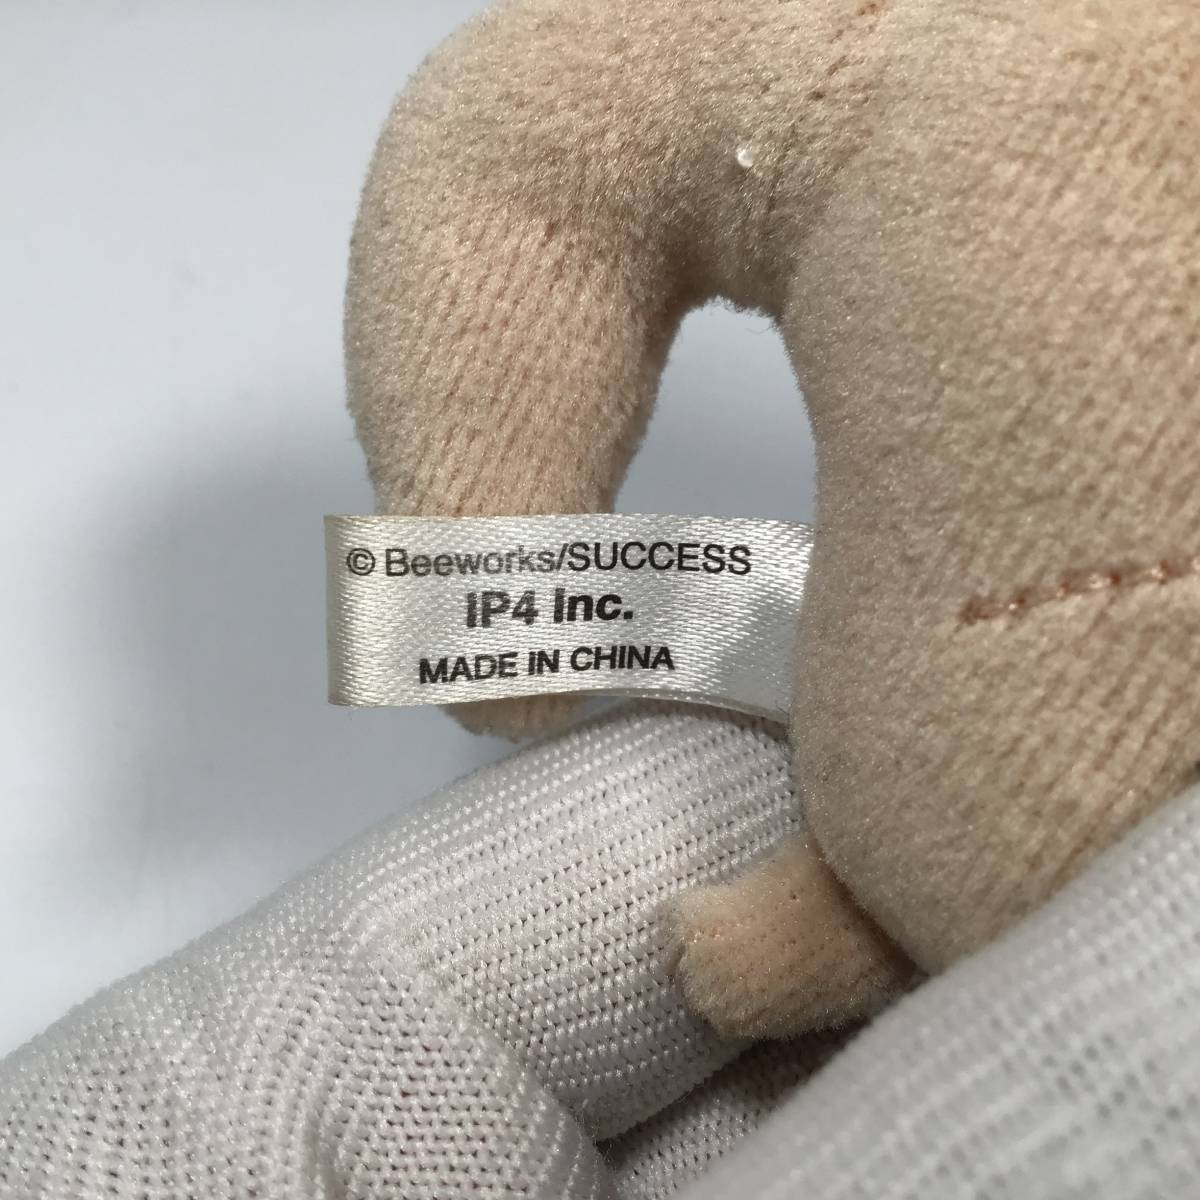 © Beeworks/SUCCESS
IP4 Inc.
MADE IN CHINA